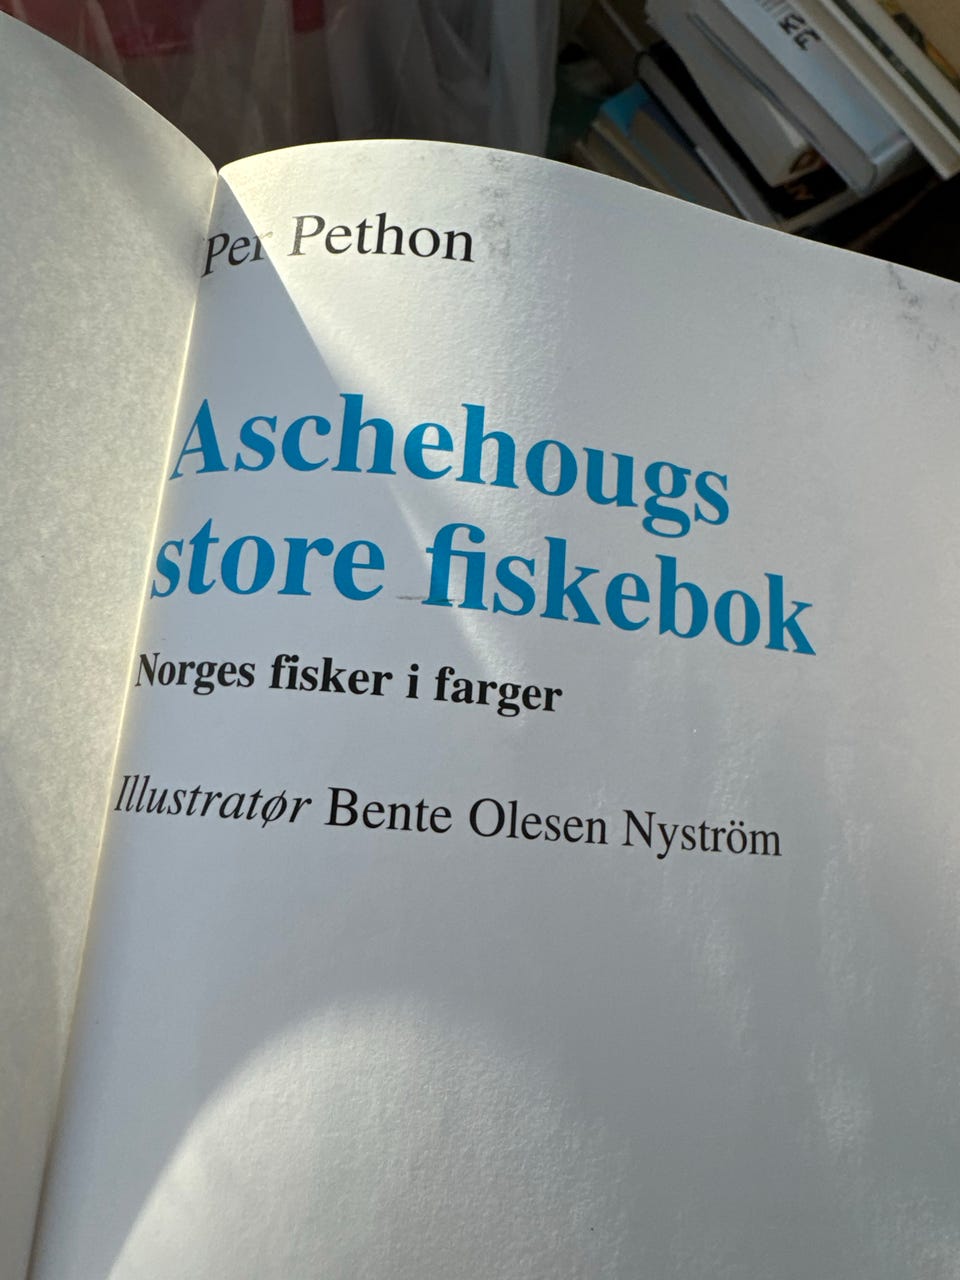 Per Pethon
Aschehougs
store fiskebok
Norges fisker i farger
Illustratør Bente Olesen Nyström